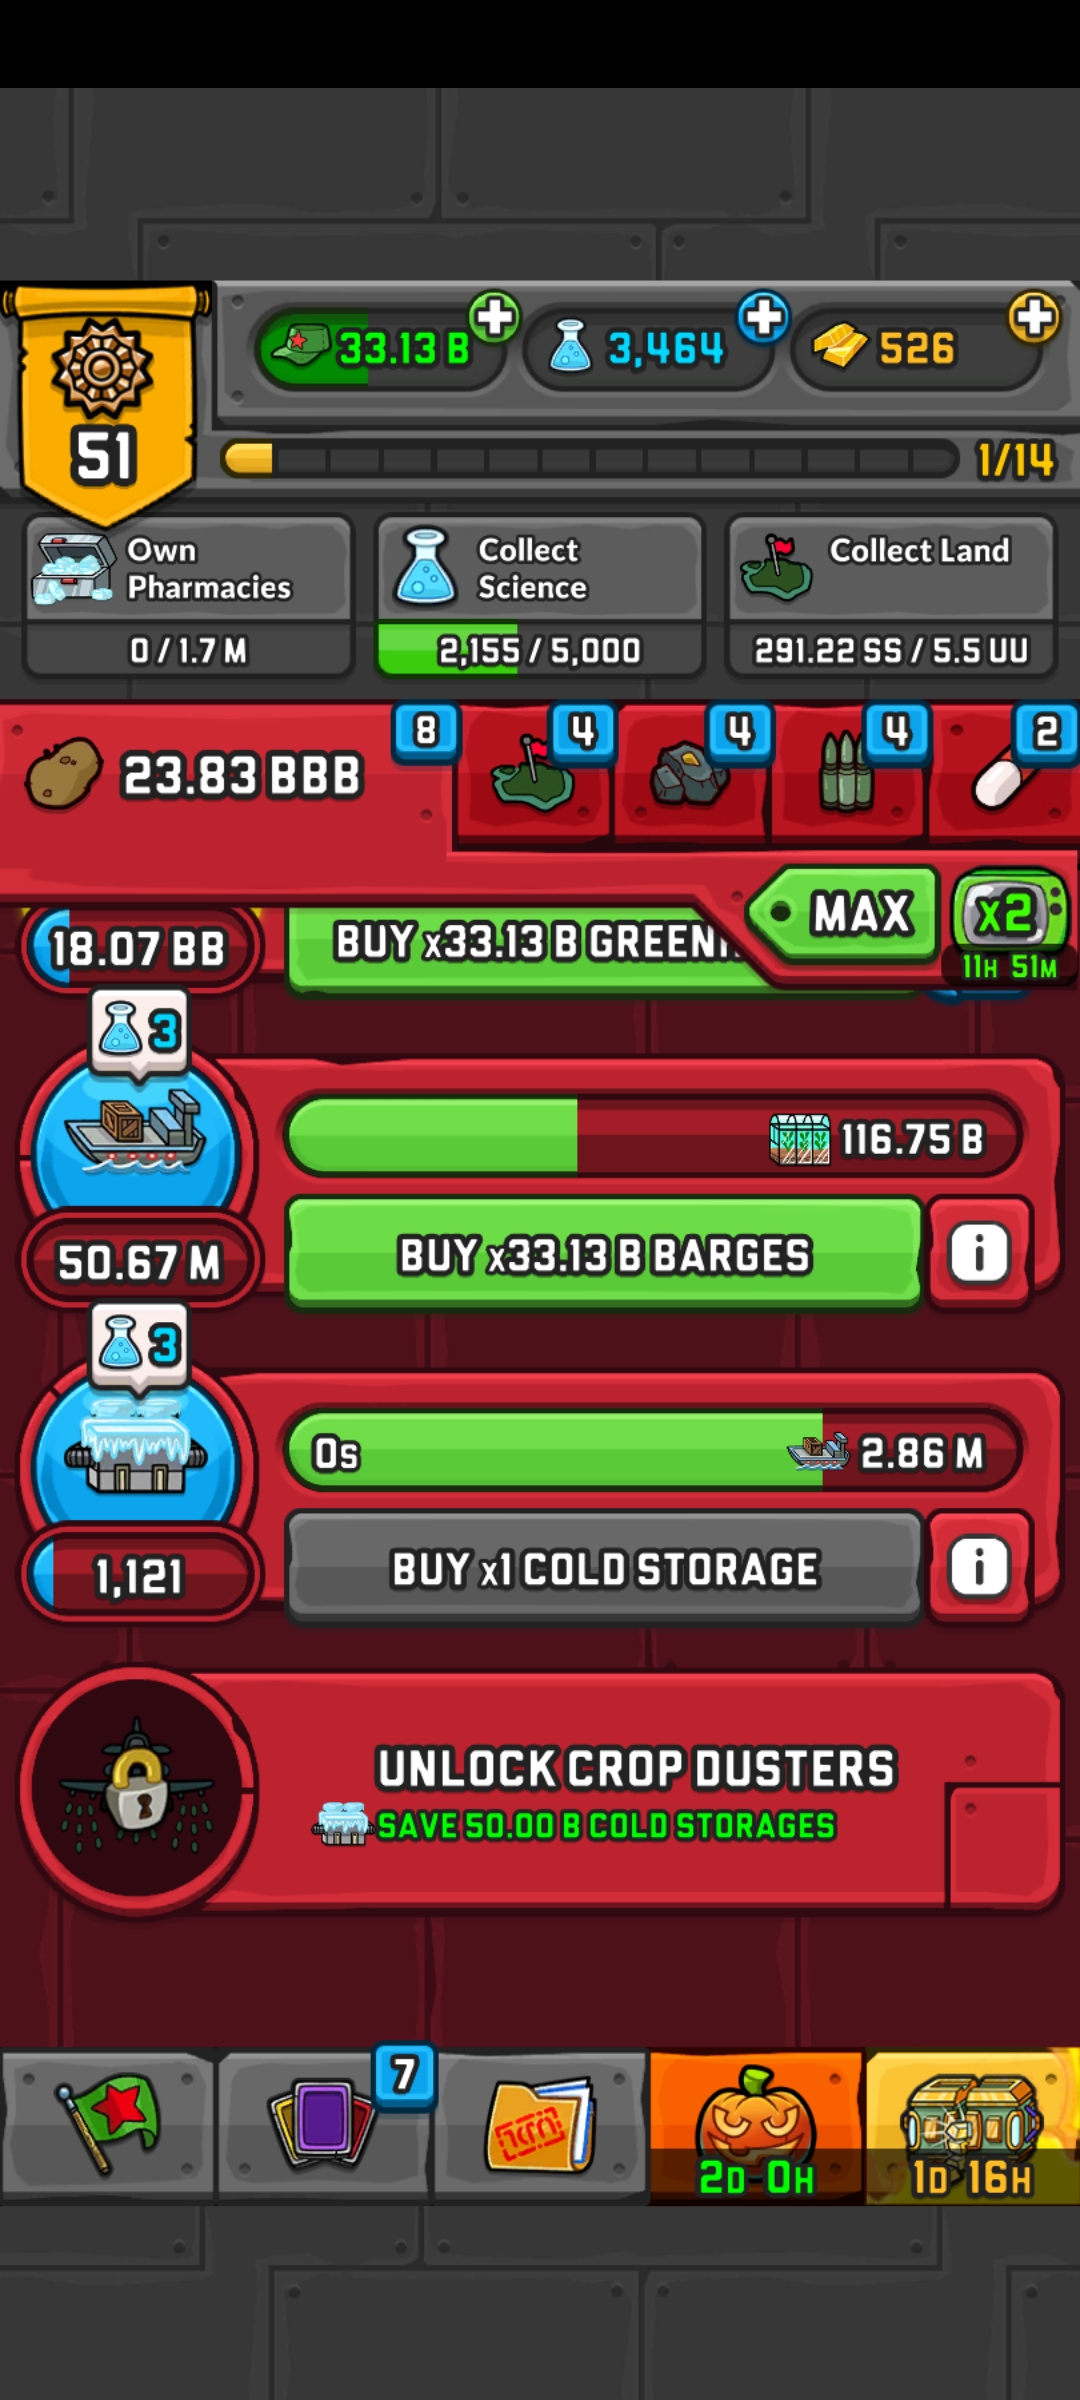 33.13 B
3,464
526
51
1/14
Own
Pharmacies
0 / 1.7 M
Collect
Science
2,155 / 5,000
Collect Land
291.22 SS / 5.5 UU
23.83 BBB
8
4
4
4
2
MAX
x2
11H 51M
18.07 BB
BUY x33.13 B
3
116.75 B
50.67 M
BUY x33.13 B BARGES
i
3
0s
2.86 M
1,121
BUY x1 COLD STORAGE
i
UNLOCK CROP DUSTERS
SAVE 50.00 B COLD STORAGES
7
2D 0H
1D 16H